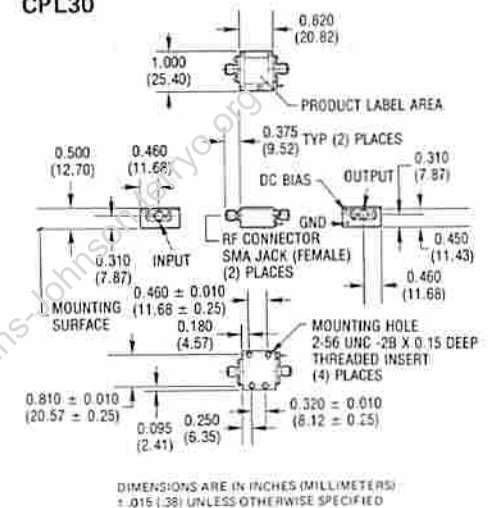 CPL30
0.820
(20.82)
1.000
(25.40)
PRODUCT LABEL AREA
0.375 TYP (2) PLACES
(9.52)
0.500
(12.70)
0.460
(11.68)
DC BIAS
OUTPUT
0.310
(7.87)
GND
0.450
(11.43)
0.310
(7.87)
INPUT
RF CONNECTOR
SMA JACK (FEMALE)
(2) PLACES
0.460
(11.68)
MOUNTING
SURFACE
0.460 ± 0.010
(11.68 ± 0.25)
0.180
(4.57)
MOUNTING HOLE
2-56 UNC -2B X 0.15 DEEP
THREADED INSERT
(4) PLACES
0.810 ± 0.010
(20.57 ± 0.25)
0.095
(2.41)
0.250
(6.35)
0.320 ± 0.010
(8.12 ± 0.25)
DIMENSIONS ARE IN INCHES (MILLIMETERS)
± .015 (.38) UNLESS OTHERWISE SPECIFIED